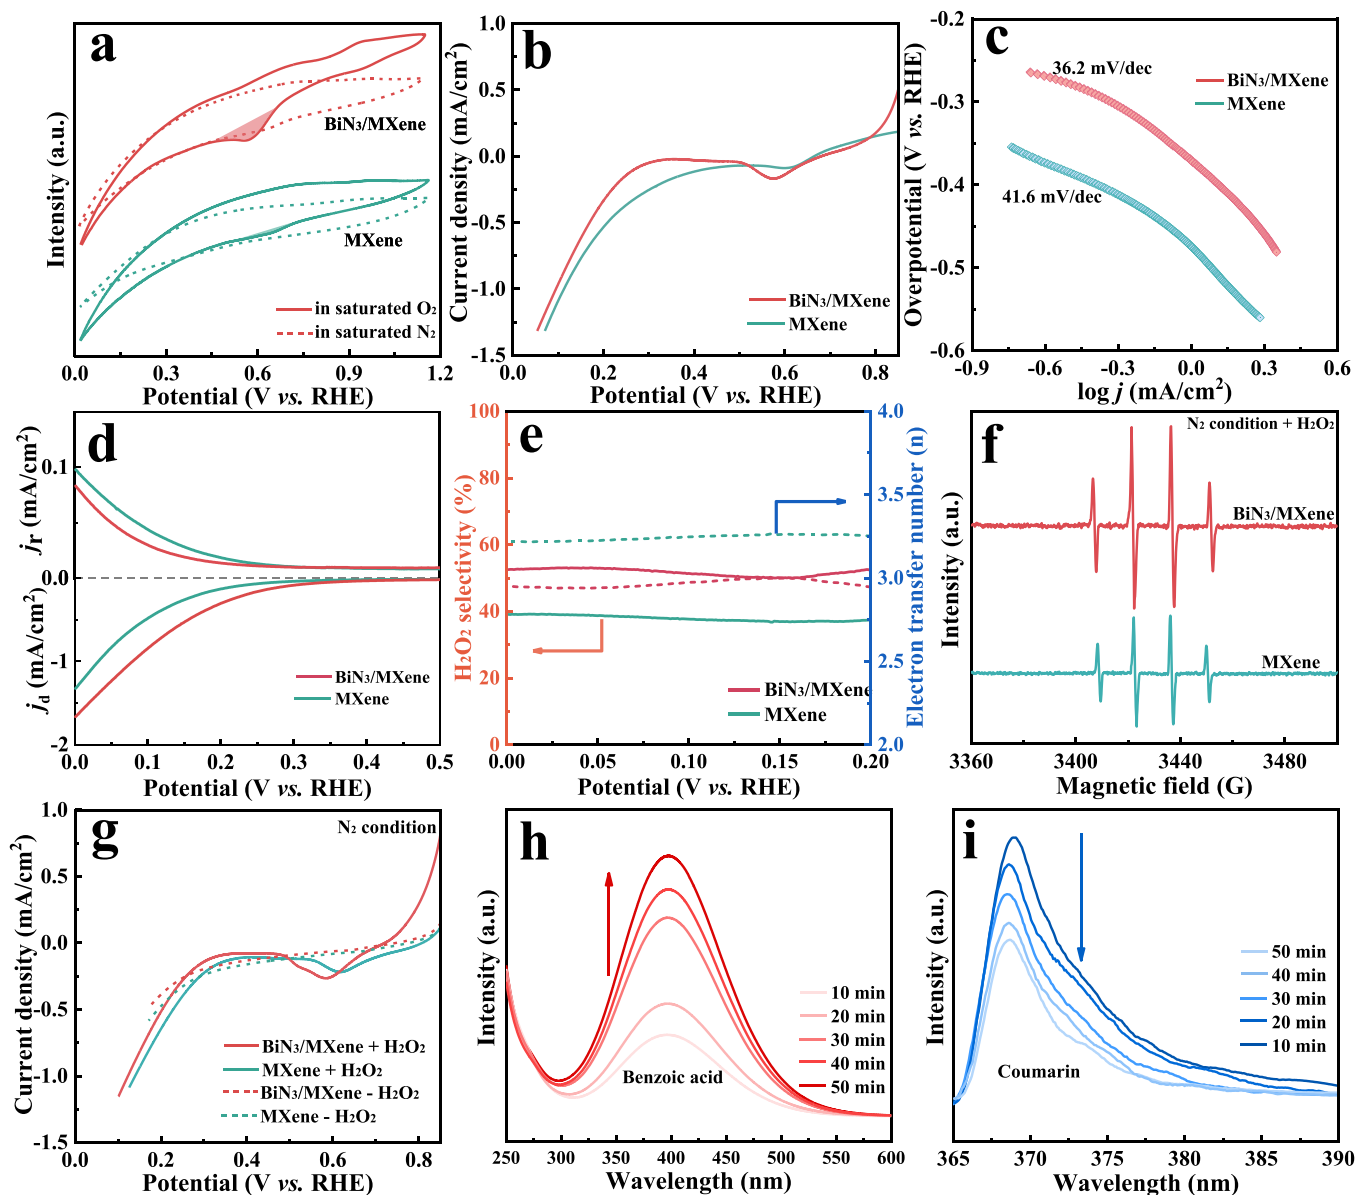 a
Intensity (a.u.)
BiN₃/MXene
MXene
in saturated O₂
in saturated N₂
0.0 0.3 0.6 0.9 1.2
Potential (V vs. RHE)
b
Current density (mA/cm²)
1.0
0.5
0.0
-0.5
-1.0
-1.5
BiN₃/MXene
MXene
0.0 0.2 0.4 0.6 0.8
Potential (V vs. RHE)
c
Overpotential (V vs. RHE)
-0.2
-0.3
-0.4
-0.5
-0.6
36.2 mV/dec
41.6 mV/dec
BiN₃/MXene
MXene
-0.9 -0.6 -0.3 0.0 0.3 0.6
log j (mA/cm²)
d
jr (mA/cm²)
jd (mA/cm²)
0.1
0.0
-1
-2
BiN₃/MXene
MXene
0.0 0.1 0.2 0.3 0.4 0.5
Potential (V vs. RHE)
e
H₂O₂ selectivity (%)
100
80
60
40
20
0
Electron transfer number (n)
4.0
3.5
3.0
2.5
2.0
BiN₃/MXene
MXene
0.00 0.05 0.10 0.15 0.20
Potential (V vs. RHE)
f
Intensity (a.u.)
N₂ condition + H₂O₂
BiN₃/MXene
MXene
3360 3400 3440 3480
Magnetic field (G)
g
Current density (mA/cm²)
1.0
0.5
0.0
-0.5
-1.0
-1.5
N₂ condition
BiN₃/MXene + H₂O₂
MXene + H₂O₂
BiN₃/MXene - H₂O₂
MXene - H₂O₂
0.0 0.2 0.4 0.6 0.8
Potential (V vs. RHE)
h
Intensity (a.u.)
10 min
20 min
30 min
40 min
50 min
Benzoic acid
250 300 350 400 450 500 550 600
Wavelength (nm)
i
Intensity (a.u.)
50 min
40 min
30 min
20 min
10 min
Coumarin
365 370 375 380 385 390
Wavelength (nm)